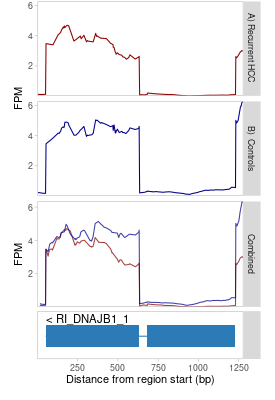 6
4
2
A) Recurrent HCC
FPM
6
4
2
B): Controls
6
4
2
Combined
FPM
< RI_DNAJB1_1
250
500
750
1000
1250
Distance from region start (bp)